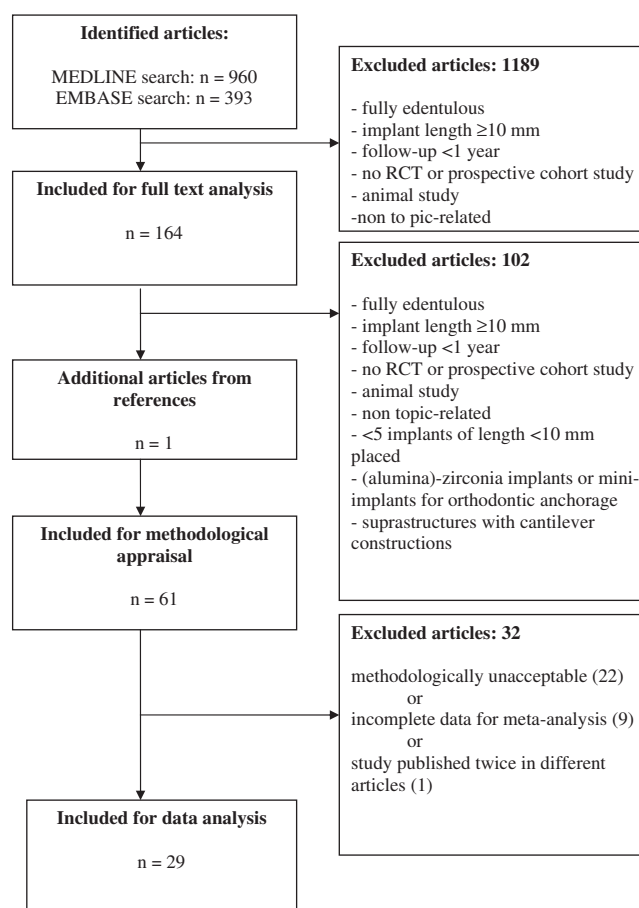 Identified articles:
MEDLINE search: n = 960
EMBASE search: n = 393
Excluded articles: 1189
- fully edentulous
- implant length ≥10 mm
- follow-up <1 year
- no RCT or prospective cohort study
- animal study
-non to pic-related
Included for full text analysis
n = 164
Excluded articles: 102
- fully edentulous
- implant length ≥10 mm
- follow-up <1 year
- no RCT or prospective cohort study
- animal study
- non topic-related
- <5 implants of length <10 mm
placed
- (alumina)-zirconia implants or mini-
implants for orthodontic anchorage
- suprastructures with cantilever
constructions
Additional articles from
references
n = 1
Included for methodological
appraisal
n = 61
Excluded articles: 32
methodologically unacceptable (22)
or
incomplete data for meta-analysis (9)
or
study published twice in different
articles (1)
Included for data analysis
n = 29